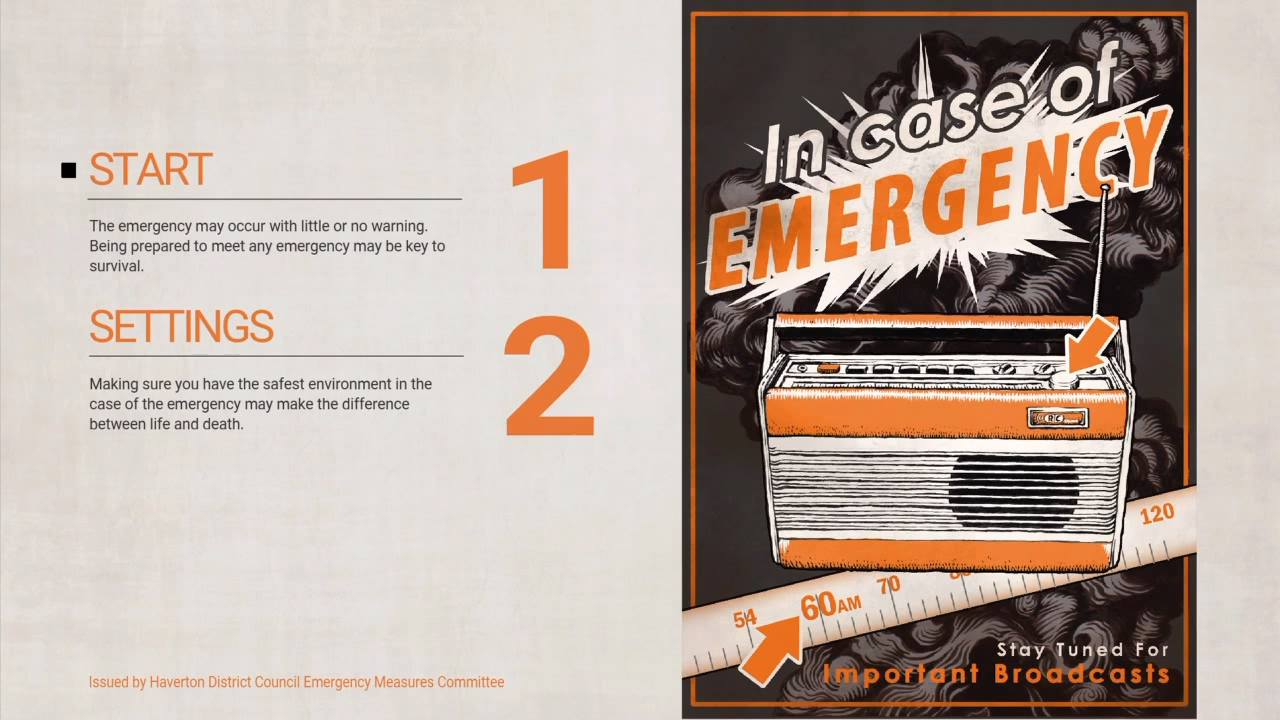 START
1
The emergency may occur with little or no warning.
Being prepared to meet any emergency may be key to
survival.
SETTINGS
2
Making sure you have the safest environment in the
case of the emergency may make the difference
between life and death.
Issued by Haverton District Council Emergency Measures Committee
In case of
EMERGENCY
120
70
54
60AM
Stay Tuned For
Important Broadcasts